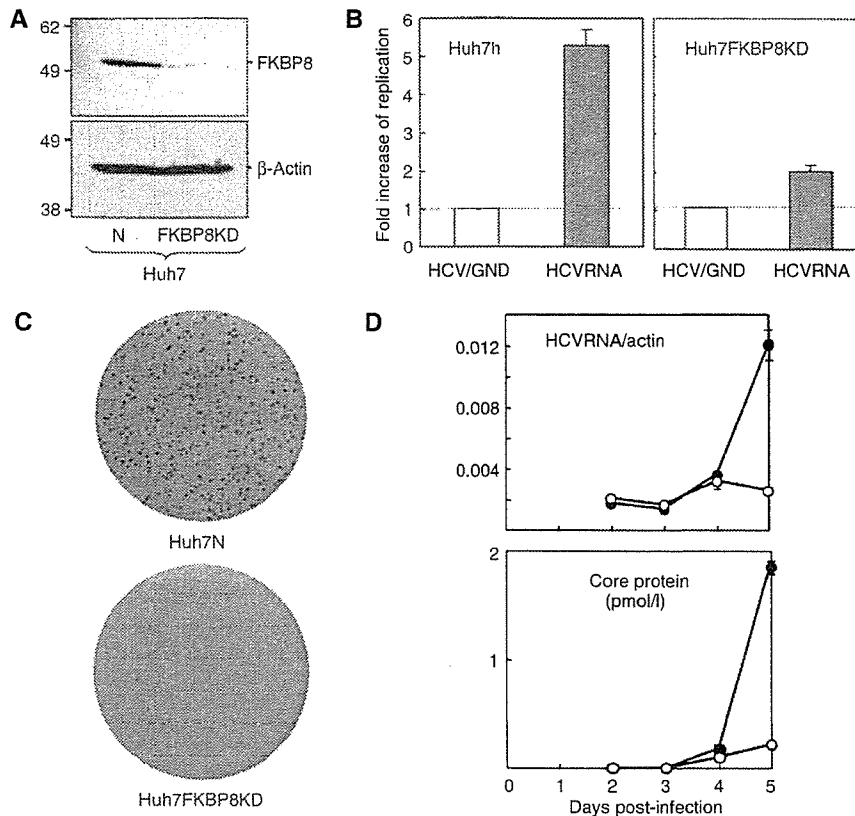 A
62
49
FKBP8
49
β-Actin
38
N FKBP8KD
Huh7
B
Fold increase of replication
6
5
4
3
2
1
0
Huh7h
HCV/GND HCVRNA
Huh7FKBP8KD
HCV/GND HCVRNA
C
Huh7N
Huh7FKBP8KD
D
HCVRNA/actin
0.012
0.008
0.004
Core protein
(pmol/l)
2
1
0 1 2 3 4 5
Days post-infection